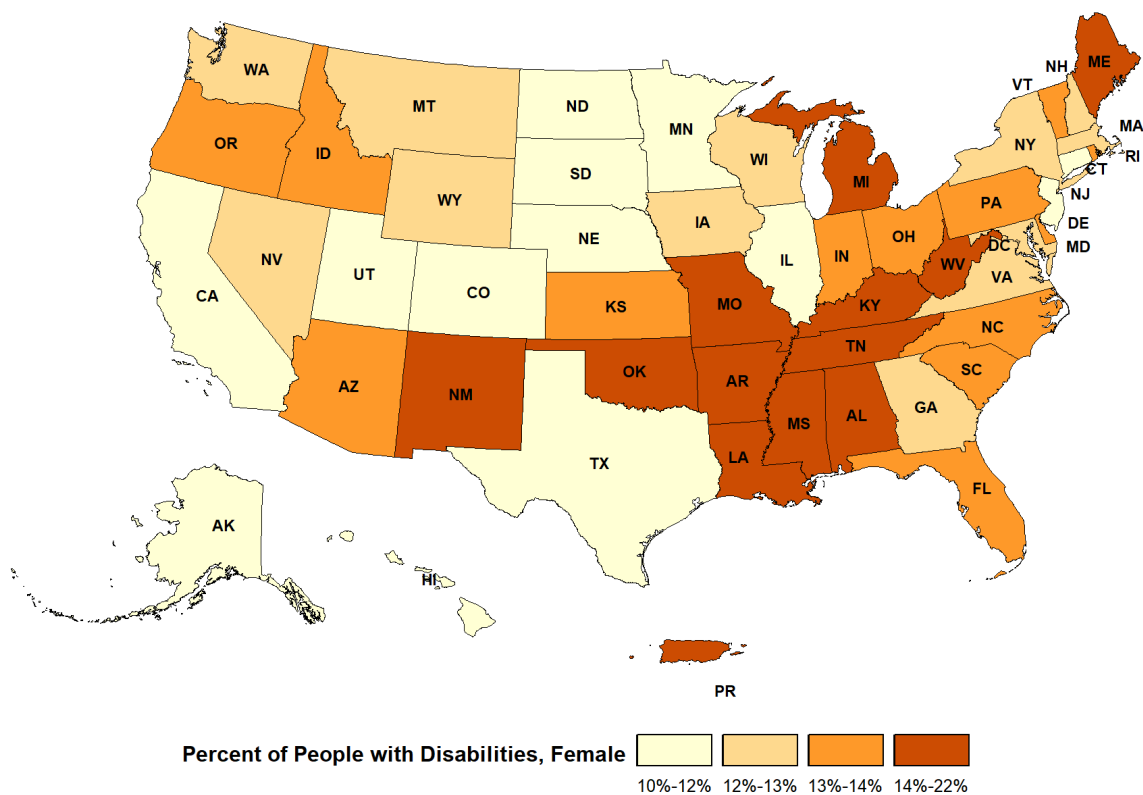 ME
NH
VT
WA
MT
ND
MN
MA
OR
ID
WI
NY
RI
SD
MI
CT
WY
PA
NJ
IA
NE
OH
DE
NV
IL
IN
DC
MD
UT
CO
WV
VA
CA
KS
MO
KY
NC
TN
OK
AR
SC
AZ
NM
MS
AL
GA
LA
TX
FL
AK
HI
PR
Percent of People with Disabilities, Female
10%-12% 12%-13% 13%-14% 14%-22%